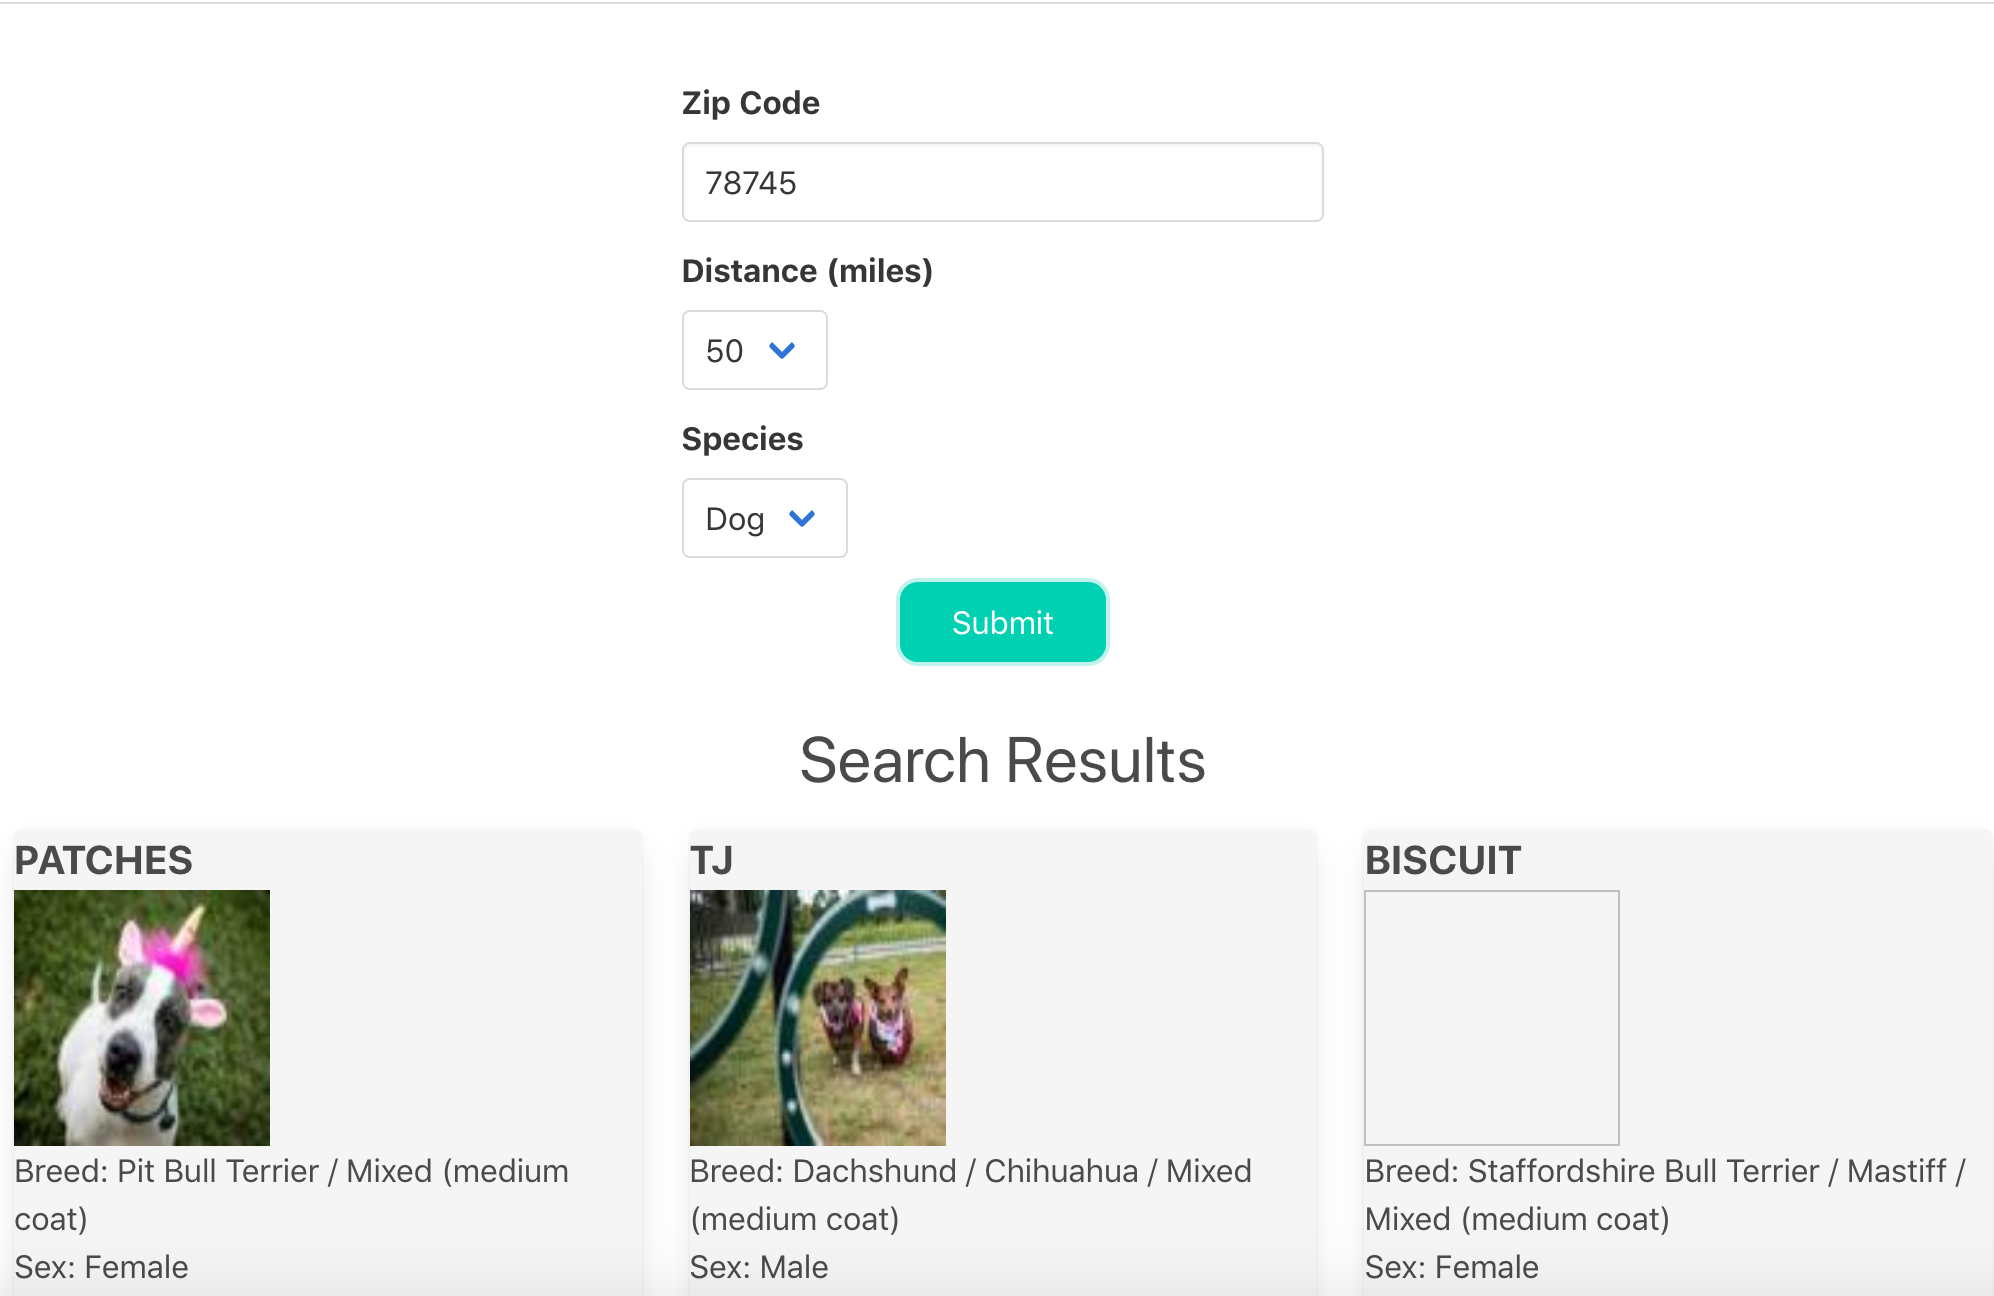 Zip Code
78745
Distance (miles)
50
Species
Dog
Submit
Search Results
PATCHES
Breed: Pit Bull Terrier / Mixed (medium
coat)
Sex: Female
TJ
Breed: Dachshund / Chihuahua / Mixed
(medium coat)
Sex: Male
BISCUIT
Breed: Staffordshire Bull Terrier / Mastiff /
Mixed (medium coat)
Sex: Female